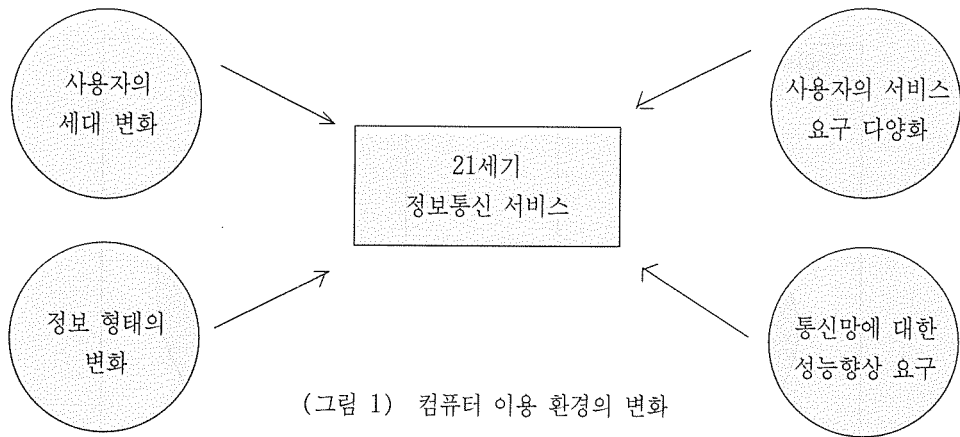 사용자의
세대 변화
사용자의 서비스
요구 다양화
21세기
정보통신 서비스
정보 형태의
변화
통신망에 대한
성능향상 요구
(그림 1) 컴퓨터 이용 환경의 변화